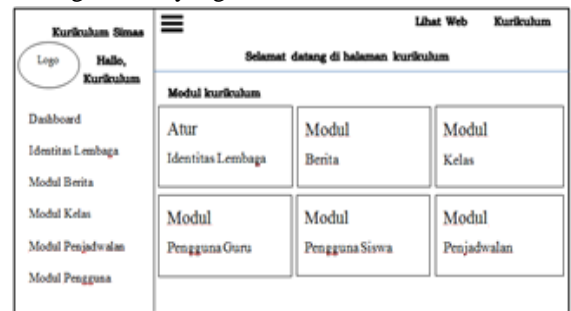 Kurikulum Simas
Logo
Hallo,
Kurikulum
Dashboard
Identitas Lembaga
Modul Berita
Modul Kelas
Modul Penjadwalan
Modul Pengguna
Lihat Web Kurikulum
Selamat datang di halaman kurikulum
Modul kurikulum
Atur
Identitas Lembaga
Modul
Berita
Modul
Kelas
Modul
Pengguna Guru
Modul
Pengguna Siswa
Modul
Penjadwalan